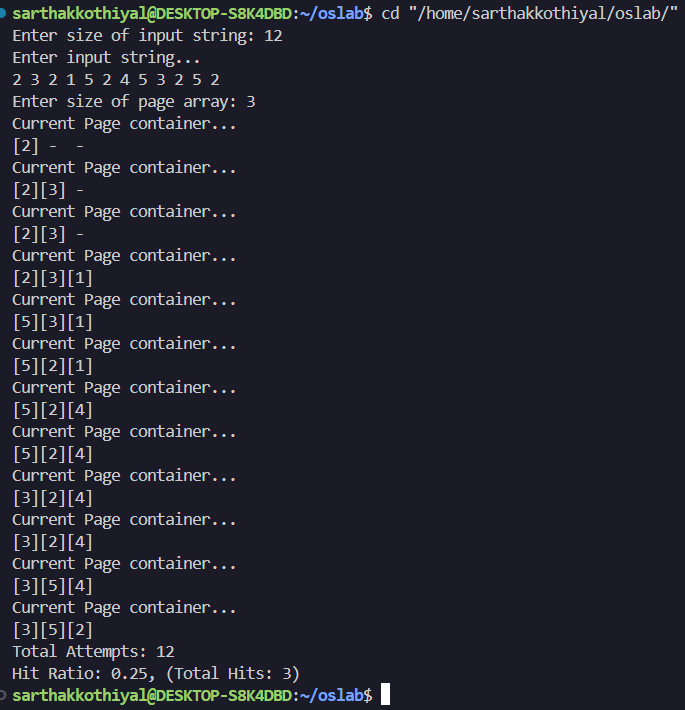 sarthakkothiyal@DESKTOP-S8K4DBD:~/oslab$ cd "/home/sarthakkothiyal/oslab/"
Enter size of input string: 12
Enter input string...
2 3 2 1 5 2 4 5 3 2 5 2
Enter size of page array: 3
Current Page container...
[2] -  -
Current Page container...
[2][3] -
Current Page container...
[2][3] -
Current Page container...
[2][3][1]
Current Page container...
[5][3][1]
Current Page container...
[5][2][1]
Current Page container...
[5][2][4]
Current Page container...
[5][2][4]
Current Page container...
[3][2][4]
Current Page container...
[3][2][4]
Current Page container...
[3][5][4]
Current Page container...
[3][5][2]
Total Attempts: 12
Hit Ratio: 0.25, (Total Hits: 3)
sarthakkothiyal@DESKTOP-S8K4DBD:~/oslab$